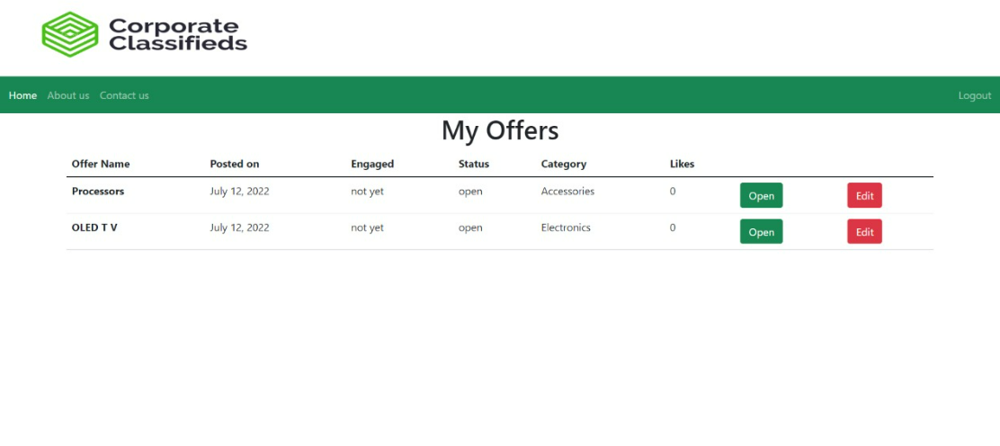 Corporate
Classifieds
Home About us Contact us Logout
My Offers
Offer Name Posted on Engaged Status Category Likes
Processors July 12, 2022 not yet open Accessories 0 Open Edit
OLED T V July 12, 2022 not yet open Electronics 0 Open Edit